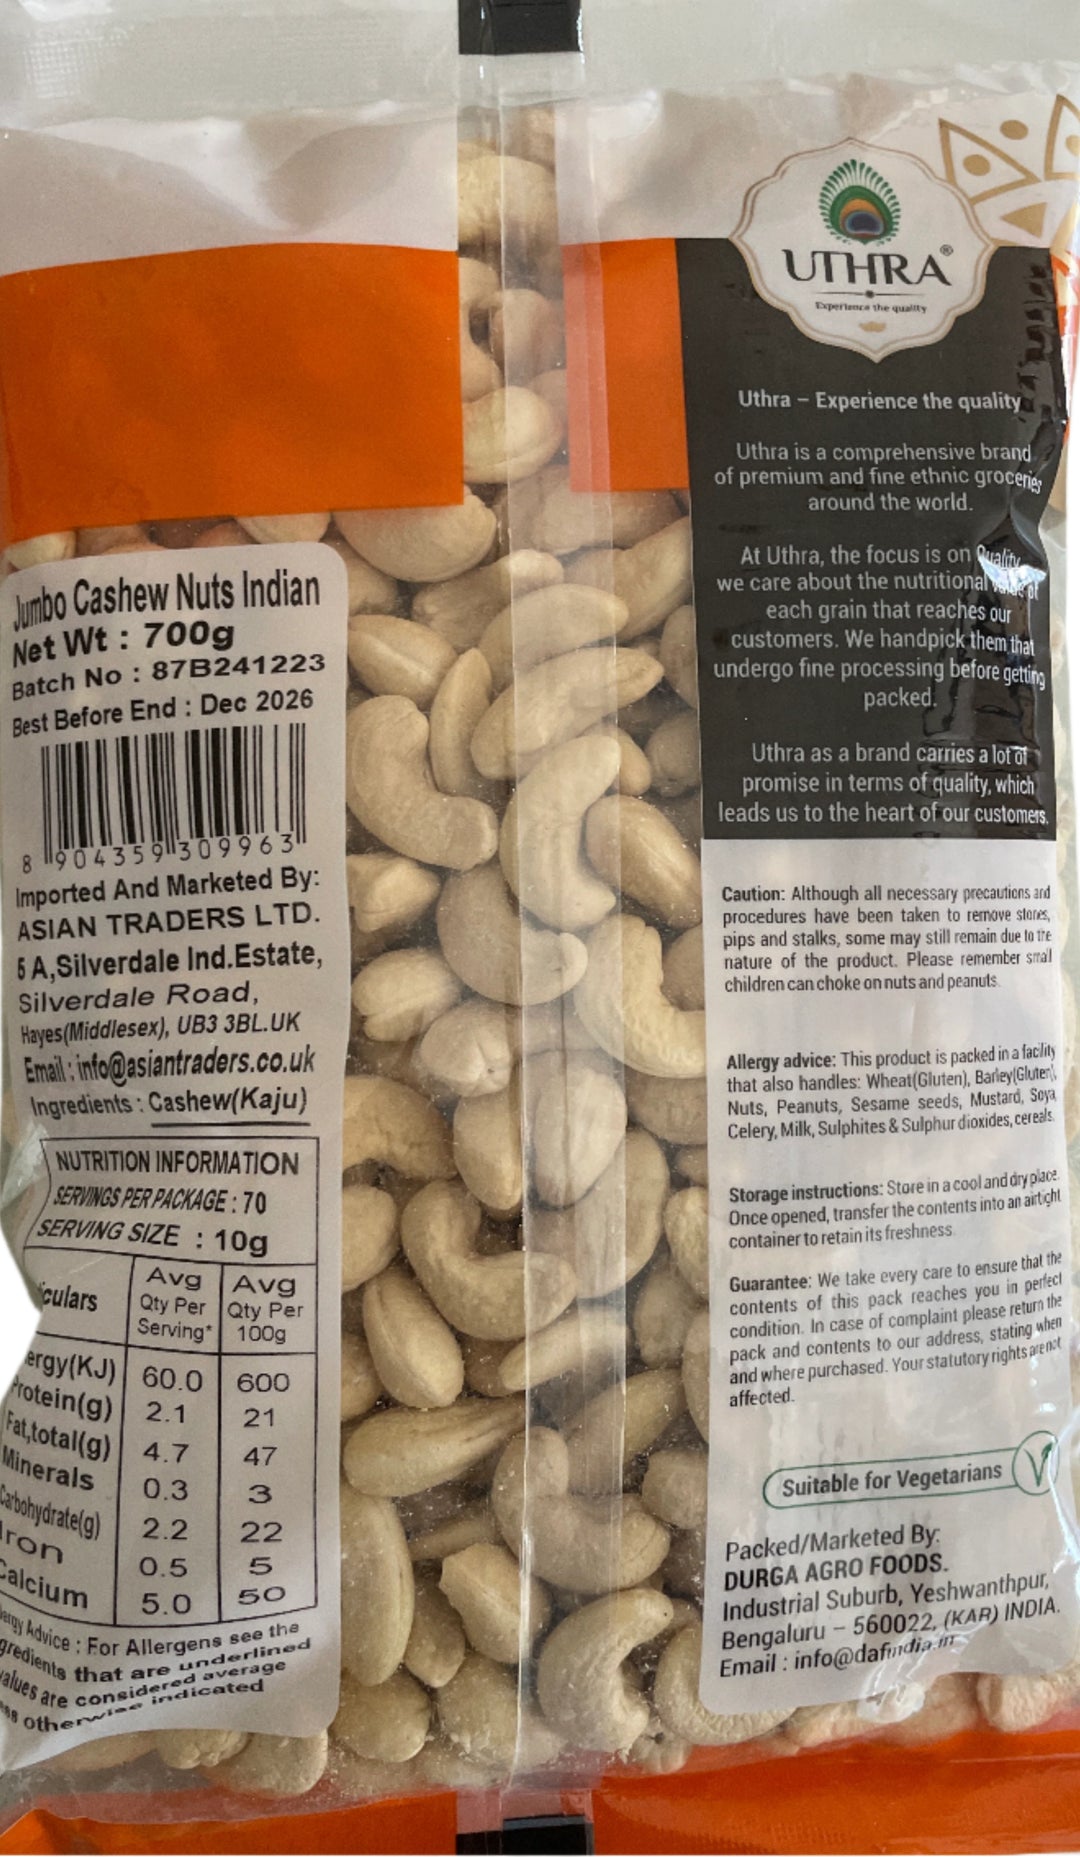 Jumbo Cashew Nuts Indian
Net Wt : 700g
Batch No : 87B241223
Best Before End : Dec 2026
8 904359 309963
Imported And Marketed By:
ASIAN TRADERS LTD.
5 A,Silverdale Ind.Estate,
Silverdale Road,
Hayes(Middlesex), UB3 3BL.UK
Email : info@asiantraders.co.uk
Ingredients : Cashew(Kaju)
NUTRITION INFORMATION
SERVINGS PER PACKAGE : 70
SERVING SIZE : 10g
iculars Avg Qty Per Serving* Avg Qty Per 100g
ergy(KJ) 60.0 600
Protein(g) 2.1 21
Fat,total(g) 4.7 47
Minerals 0.3 3
Carbohydrate(g) 2.2 22
Iron 0.5 5
Calcium 5.0 50
lergy Advice : For Allergens see the
gredients that are underlined
values are considered average
ss otherwise indicated
UTHRA®
Experience the quality
Uthra – Experience the quality
Uthra is a comprehensive brand
of premium and fine ethnic groceries
around the world.
At Uthra, the focus is on Quality,
we care about the nutritional of
each grain that reaches our
customers. We handpick them that
undergo fine processing before getting
packed.
Uthra as a brand carries a lot of
promise in terms of quality, which
leads us to the heart of our customers.
Caution: Although all necessary precautions and
procedures have been taken to remove stones,
pips and stalks, some may still remain due to the
nature of the product. Please remember small
children can choke on nuts and peanuts.
Allergy advice: This product is packed in a facility
that also handles: Wheat(Gluten), Barley(Gluten),
Nuts, Peanuts, Sesame seeds, Mustard, Soya,
Celery, Milk, Sulphites & Sulphur dioxides, cereals.
Storage instructions: Store in a cool and dry place.
Once opened, transfer the contents into an airtight
container to retain its freshness.
Guarantee: We take every care to ensure that the
contents of this pack reaches you in perfect
condition. In case of complaint please return the
pack and contents to our address, stating when
and where purchased. Your statutory rights are not
affected.
Suitable for Vegetarians V
Packed/Marketed By:
DURGA AGRO FOODS.
Industrial Suburb, Yeshwanthpur,
Bengaluru – 560022, (KAR) INDIA.
Email : info@dafindia.in